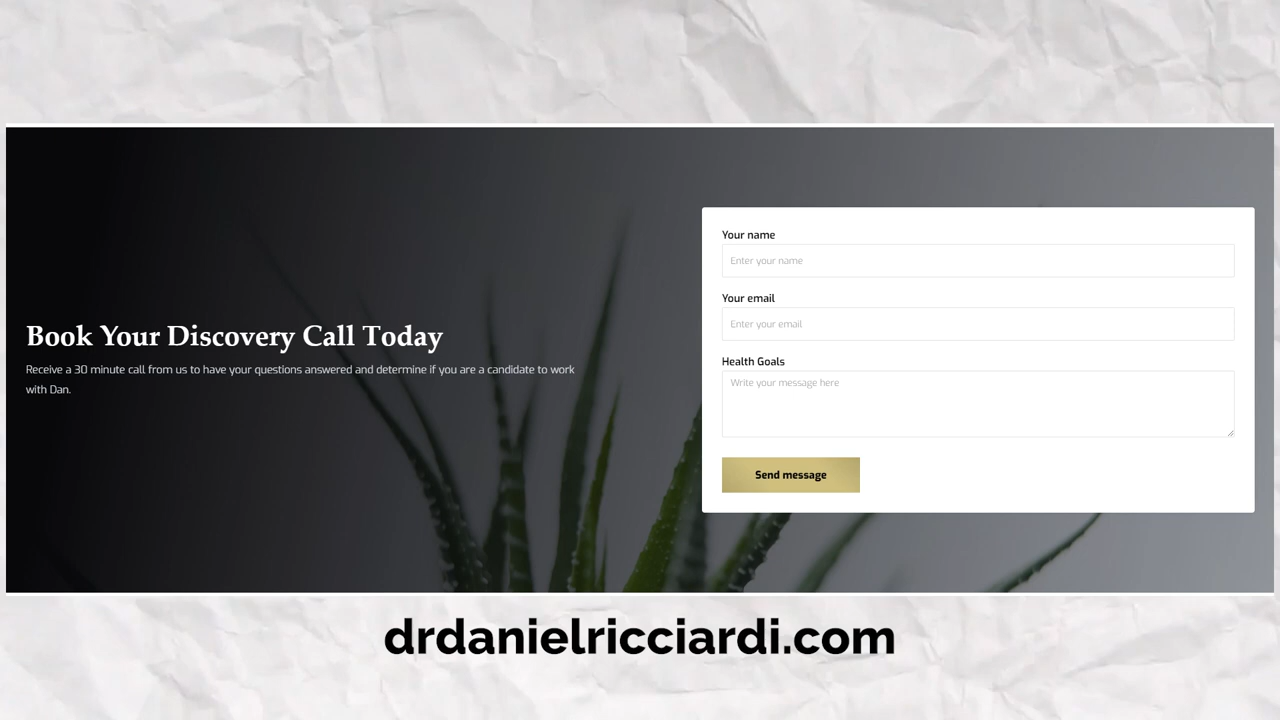 Book Your Discovery Call Today
Receive a 30 minute call from us to have your questions answered and determine if you are a candidate to work
with Dan.
Your name
Enter your name
Your email
Enter your email
Health Goals
Write your message here
Send message
drdanielricciardi.com